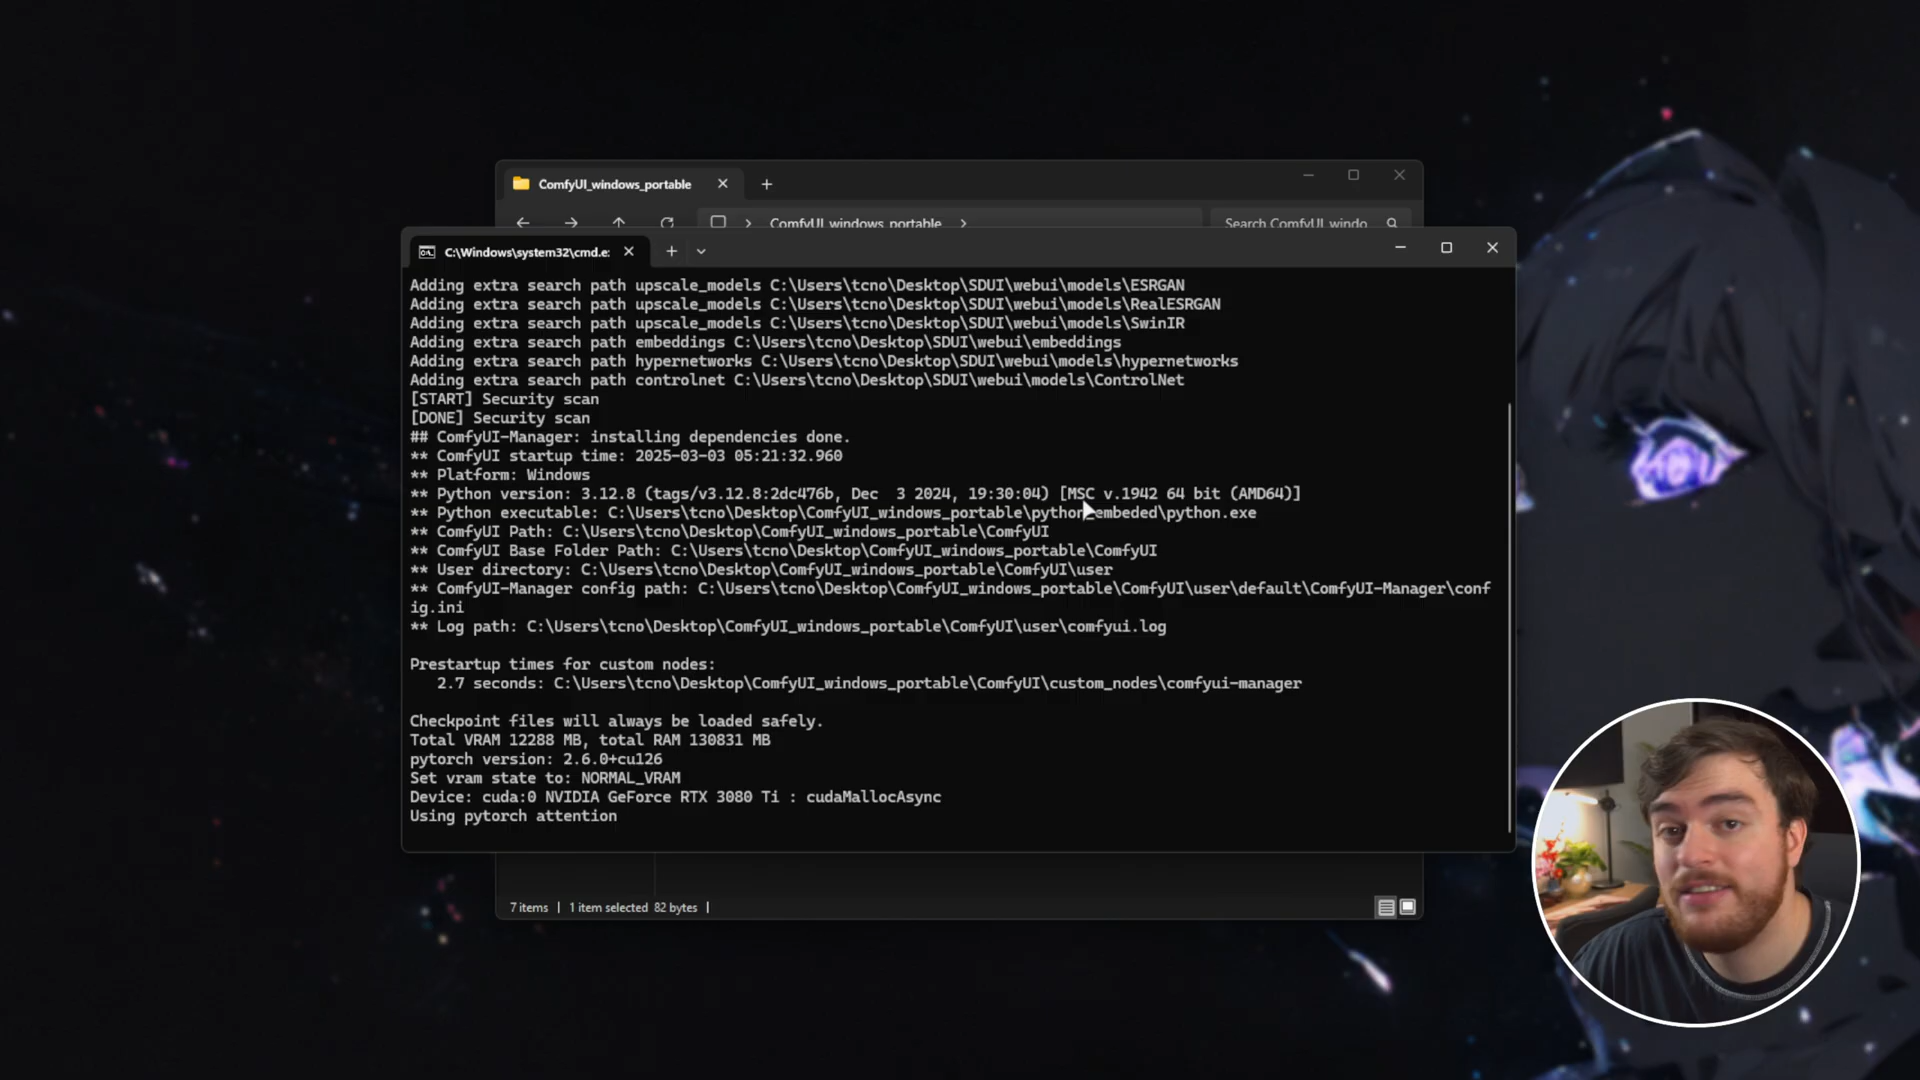 ComfyUI_windows_portable
ComfyUI_windows_portable
Search ComfyUI_windo
C:\Windows\system32\cmd.e:
Adding extra search path upscale_models C:\Users\tcno\Desktop\SDUI\webui\models\ESRGAN
Adding extra search path upscale_models C:\Users\tcno\Desktop\SDUI\webui\models\RealESRGAN
Adding extra search path upscale_models C:\Users\tcno\Desktop\SDUI\webui\models\SwinIR
Adding extra search path embeddings C:\Users\tcno\Desktop\SDUI\webui\embeddings
Adding extra search path hypernetworks C:\Users\tcno\Desktop\SDUI\webui\models\hypernetworks
Adding extra search path controlnet C:\Users\tcno\Desktop\SDUI\webui\models\ControlNet
[START] Security scan
[DONE] Security scan
## ComfyUI-Manager: installing dependencies done.
** ComfyUI startup time: 2025-03-03 05:21:32.960
** Platform: Windows
** Python version: 3.12.8 (tags/v3.12.8:2dc476b, Dec  3 2024, 19:30:04) [MSC v.1942 64 bit (AMD64)]
** Python executable: C:\Users\tcno\Desktop\ComfyUI_windows_portable\python_embeded\python.exe
** ComfyUI Path: C:\Users\tcno\Desktop\ComfyUI_windows_portable\ComfyUI
** ComfyUI Base Folder Path: C:\Users\tcno\Desktop\ComfyUI_windows_portable\ComfyUI
** User directory: C:\Users\tcno\Desktop\ComfyUI_windows_portable\ComfyUI\user
** ComfyUI-Manager config path: C:\Users\tcno\Desktop\ComfyUI_windows_portable\ComfyUI\user\default\ComfyUI-Manager\conf
ig.ini
** Log path: C:\Users\tcno\Desktop\ComfyUI_windows_portable\ComfyUI\user\comfyui.log
Prestartup times for custom nodes:
2.7 seconds: C:\Users\tcno\Desktop\ComfyUI_windows_portable\ComfyUI\custom_nodes\comfyui-manager
Checkpoint files will always be loaded safely.
Total VRAM 12288 MB, total RAM 130831 MB
pytorch version: 2.6.0+cu126
Set vram state to: NORMAL_VRAM
Device: cuda:0 NVIDIA GeForce RTX 3080 Ti : cudaMallocAsync
Using pytorch attention
7 items | 1 item selected 82 bytes |